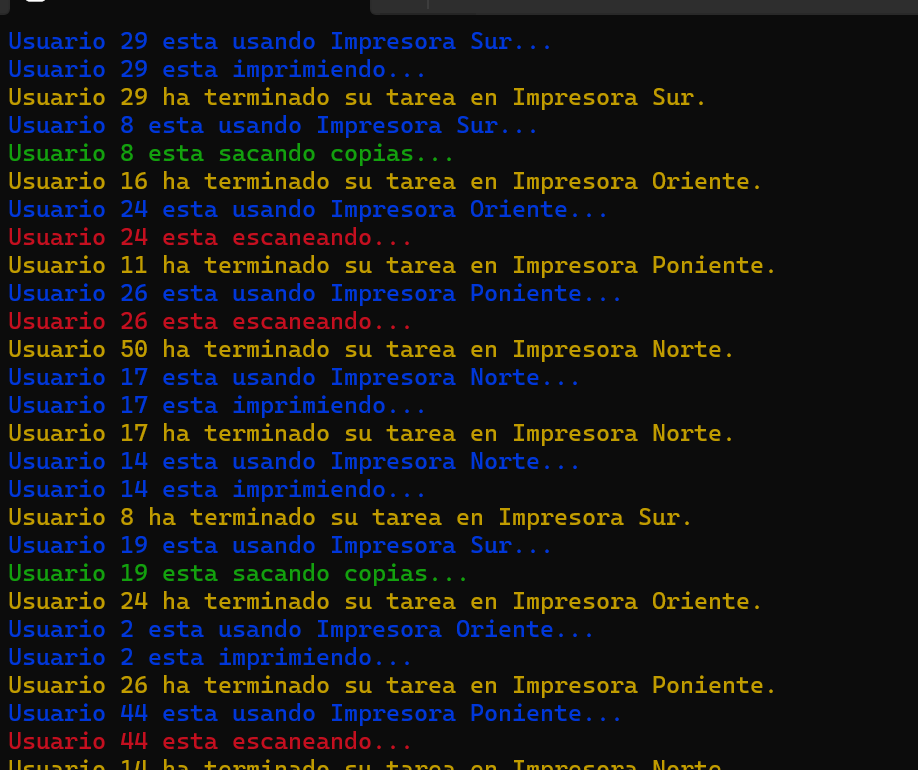 Usuario 29 esta usando Impresora Sur...
Usuario 29 esta imprimiendo...
Usuario 29 ha terminado su tarea en Impresora Sur.
Usuario 8 esta usando Impresora Sur...
Usuario 8 esta sacando copias...
Usuario 16 ha terminado su tarea en Impresora Oriente.
Usuario 24 esta usando Impresora Oriente...
Usuario 24 esta escaneando...
Usuario 11 ha terminado su tarea en Impresora Poniente.
Usuario 26 esta usando Impresora Poniente...
Usuario 26 esta escaneando...
Usuario 50 ha terminado su tarea en Impresora Norte.
Usuario 17 esta usando Impresora Norte...
Usuario 17 esta imprimiendo...
Usuario 17 ha terminado su tarea en Impresora Norte.
Usuario 14 esta usando Impresora Norte...
Usuario 14 esta imprimiendo...
Usuario 8 ha terminado su tarea en Impresora Sur.
Usuario 19 esta usando Impresora Sur...
Usuario 19 esta sacando copias...
Usuario 24 ha terminado su tarea en Impresora Oriente.
Usuario 2 esta usando Impresora Oriente...
Usuario 2 esta imprimiendo...
Usuario 26 ha terminado su tarea en Impresora Poniente.
Usuario 44 esta usando Impresora Poniente...
Usuario 44 esta escaneando...
Usuario 14 ha terminado su tarea en Impresora Norte